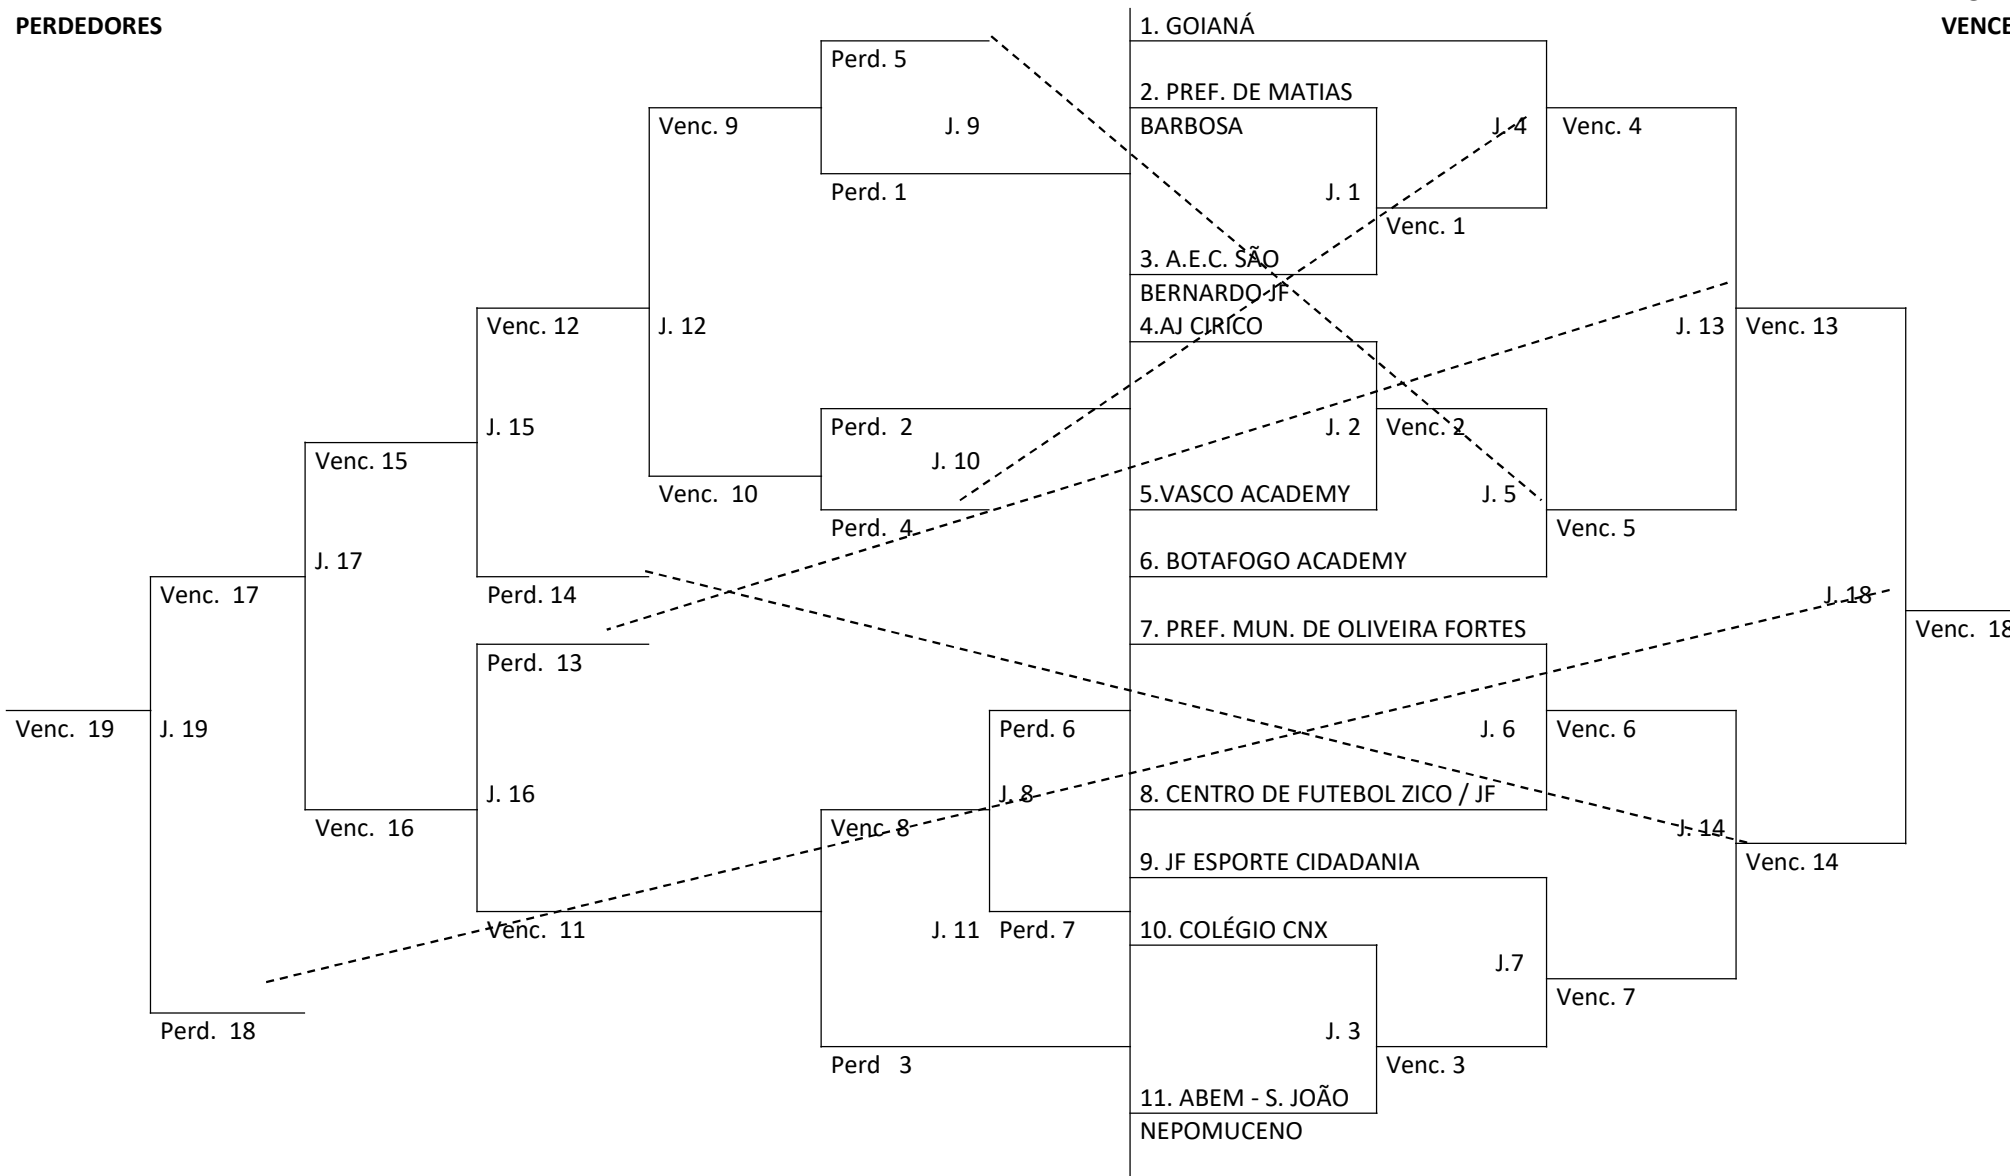 PERDEDORES
1. GOIANÁ
VENCE
Perd. 5
2. PREF. DE MATIAS
Venc. 9
J. 9
BARBOSA
J. 4
Venc. 4
Perd. 1
J. 1
Venc. 1
3. A.E.C. SÃO
BERNARDO JF
Venc. 12
J. 12
4.AJ CIRICO
J. 13
Venc. 13
J. 15
Perd. 2
J. 2
Venc. 2
Venc. 15
J. 10
Venc. 10
5.VASCO ACADEMY
J. 5
Perd. 4
Venc. 5
J. 17
6. BOTAFOGO ACADEMY
Venc. 17
Perd. 14
J. 18
7. PREF. MUN. DE OLIVEIRA FORTES
Venc. 18
Perd. 13
Venc. 19
J. 19
Perd. 6
J. 6
Venc. 6
J. 16
J. 8
8. CENTRO DE FUTEBOL ZICO / JF
Venc. 16
Venc 8
J. 14
9. JF ESPORTE CIDADANIA
Venc. 14
Venc. 11
J. 11
Perd. 7
10. COLÉGIO CNX
J.7
Venc. 7
Perd. 18
J. 3
Perd 3
Venc. 3
11. ABEM - S. JOÃO
NEPOMUCENO